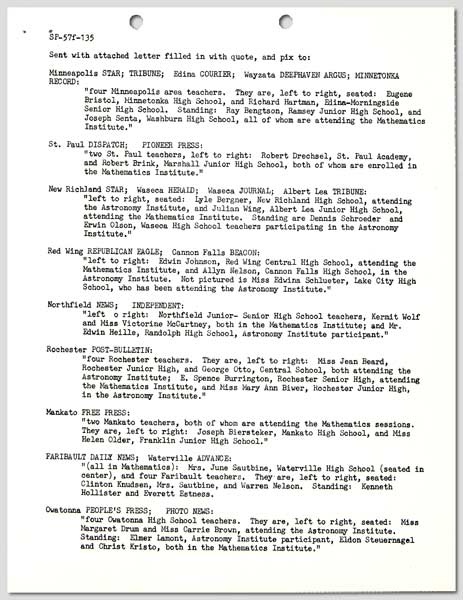 SP-57f-135
Sent with attached letter filled in with quote, and pix to:
Minneapolis STAR; TRIBUNE; Edina COURIER; Wayzata DEEPHAVEN ARGUS; MINNETONKA
RECORD:
"four Minneapolis area teachers. They are, left to right, seated: Eugene
Bristol, Minnetonka High School, and Richard Hartman, Edina-Morningside
Senior High School. Standing: Ray Bengtson, Ramsey Junior High School, and
Joseph Senta, Washburn High School, all of whom are attending the Mathematics
Institute."
St. Paul DISPATCH; PIONEER PRESS:
"two St. Paul teachers, left to right: Robert Drechsel, St. Paul Academy,
and Robert Brink, Marshall Junior High School, both of whom are enrolled in
the Mathematics Institute."
New Richland STAR; Waseca HERALD; Waseca JOURNAL; Albert Lea TRIBUNE:
"left to right, seated: Lyle Bergner, New Richland High School, attending
the Astronomy Institute, and Julian Wing, Albert Lea Junior High School,
attending the Mathematics Institute. Standing are Dennis Schroeder and
Erwin Olson, Waseca High School teachers participating in the Astronomy
Institute."
Red Wing REPUBLICAN EAGLE; Cannon Falls BEACON:
"left to right: Edwin Johnson, Red Wing Central High School, attending the
Mathematics Institute, and Allyn Nelson, Cannon Falls High School, in the
Astronomy Institute. Not pictured is Miss Edwina Schlueter, Lake City High
School, who has been attending the Astronomy Institute."
Northfield NEWS; INDEPENDENT:
"left o right: Northfield Junior- Senior High School teachers, Kermit Wolf
and Miss Victorine McCartney, both in the Mathematics Institute; and Mr.
Edwin Heille, Randolph High School, Astronomy Institute participant."
Rochester POST-BULLETIN:
"four Rochester teachers. They are, left to right: Miss Jean Beard,
Rochester Junior High, and George Otto, Central School, both attending the
Astronomy Institute; E. Spence Burrington, Rochester Senior High, attending
the Mathematics Institute, and Miss Mary Ann Biwer, Rochester Junior High,
in the Astronomy Institute."
Mankato FREE PRESS:
"two Mankato teachers, both of whom are attending the Mathematics sessions.
They are, left to right: Joseph Biersteker, Mankato High School, and Miss
Helen Older, Franklin Junior High School."
FARIBAULT DAILY NEWS; Waterville ADVANCE:
"(all in Mathematics): Mrs. June Sautbine, Waterville High School (seated in
center), and four Faribault teachers. They are, left to right, seated:
Clinton Knudsen, Mrs. Sautbine, and Warren Nelson. Standing: Kenneth
Hollister and Everett Estness.
Owatonna PEOPLE'S PRESS; PHOTO NEWS:
"four Owatonna High School teachers. They are, left to right, seated: Miss
Margaret Drum and Miss Carrie Brown, attending the Astronomy Institute.
Standing: Elmer Lamont, Astronomy Institute participant, Eldon Steuernagel
and Christ Kristo, both in the Mathematics Institute."